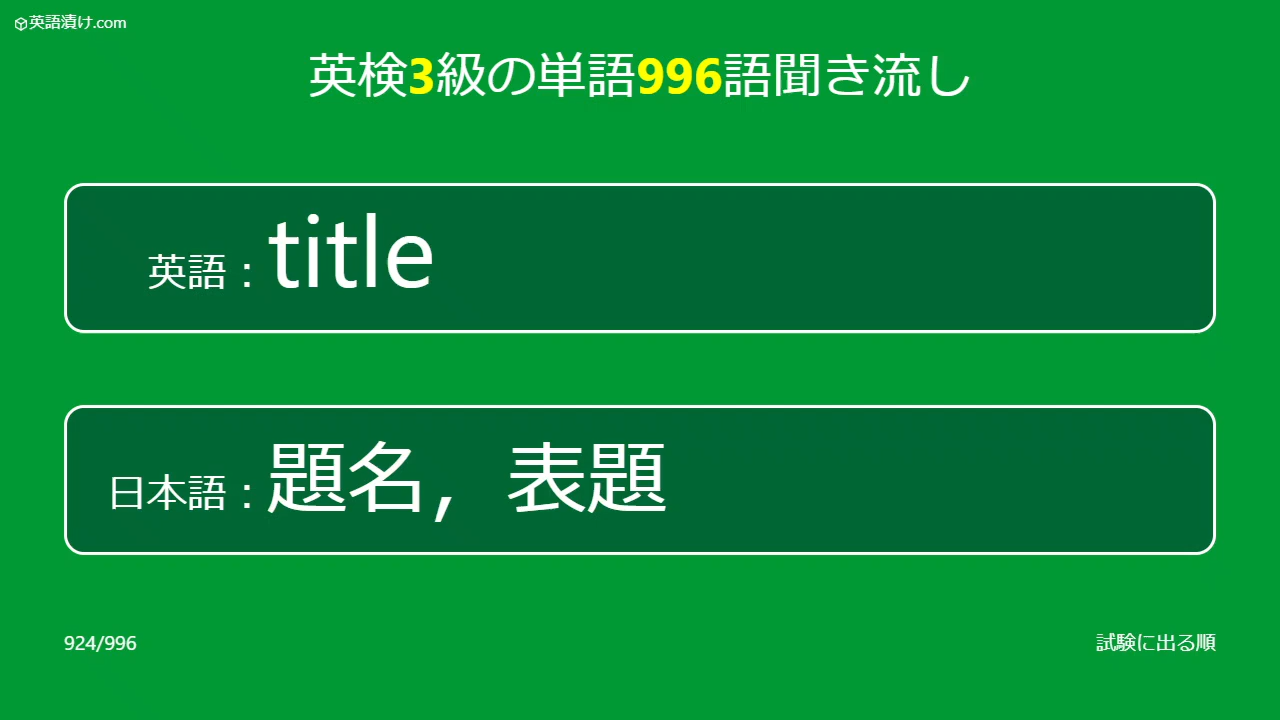 英語漬け.com
英検3級の単語996語聞き流し
英語：title
日本語：題名，表題
924/996
試験に出る順